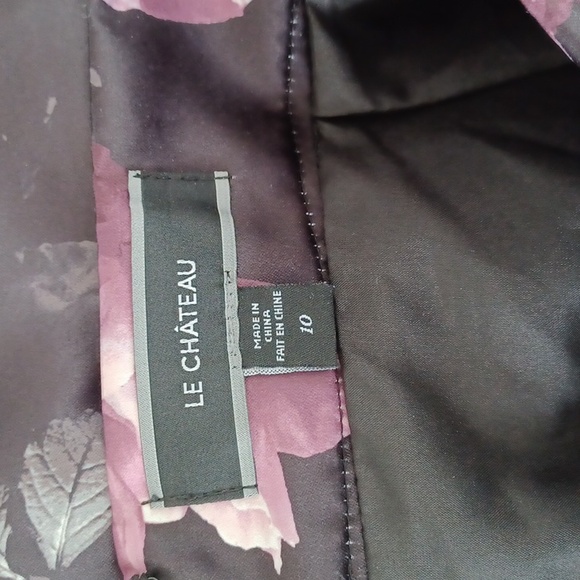 LE CHÂTEAU
MADE IN
CHINA
FAIT EN CHINE
10